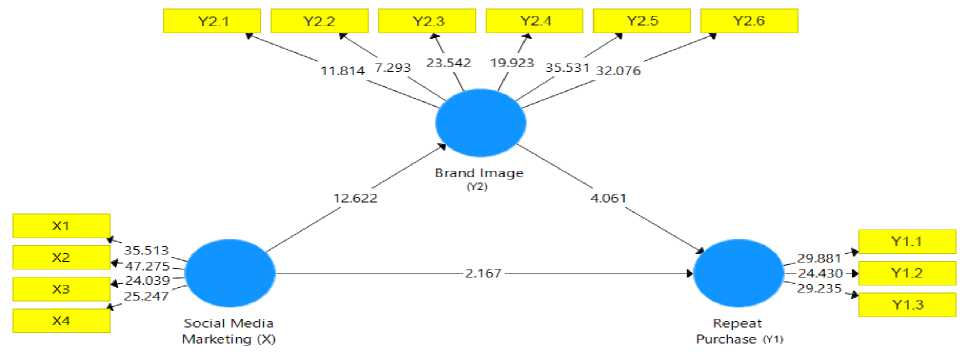 Y2.1 Y2.2 Y2.3 Y2.4 Y2.5 Y2.6
11.814 7.293 23.542 19.923 35.531 32.076
Brand Image
(Y2)
12.622 4.061
X1
X2
X3
X4
35.513
47.275
24.039
25.247
Social Media
Marketing (X)
2.167
Repeat
Purchase (Y1)
29.881
24.430
29.235
Y1.1
Y1.2
Y1.3